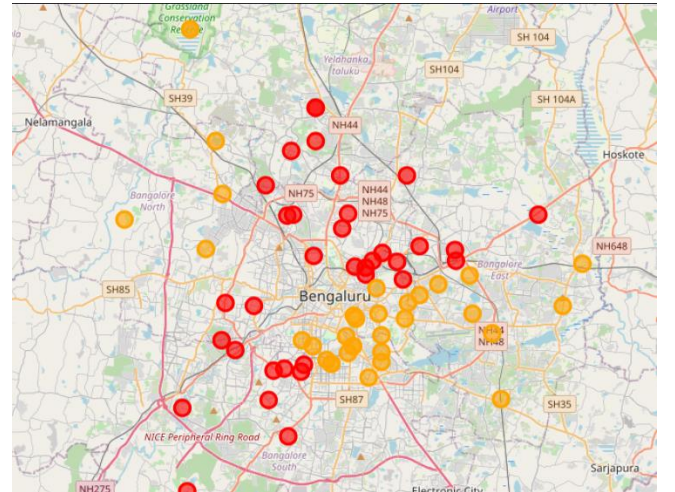 Grassland
Conservation
Airport
SH 104
Yelahanka
taluku
SH104
SH39
SH 104A
NH44
Nelamangala
Hoskote
Bangalore
North
NH75
NH44
NH48
NH75
NH648
Bangalore
East
SH85
Bengaluru
NH44
NH48
SH87
SH35
NICE Peripheral Ring Road
Bangalore
South
Sarjapura
NH275
Electronic City